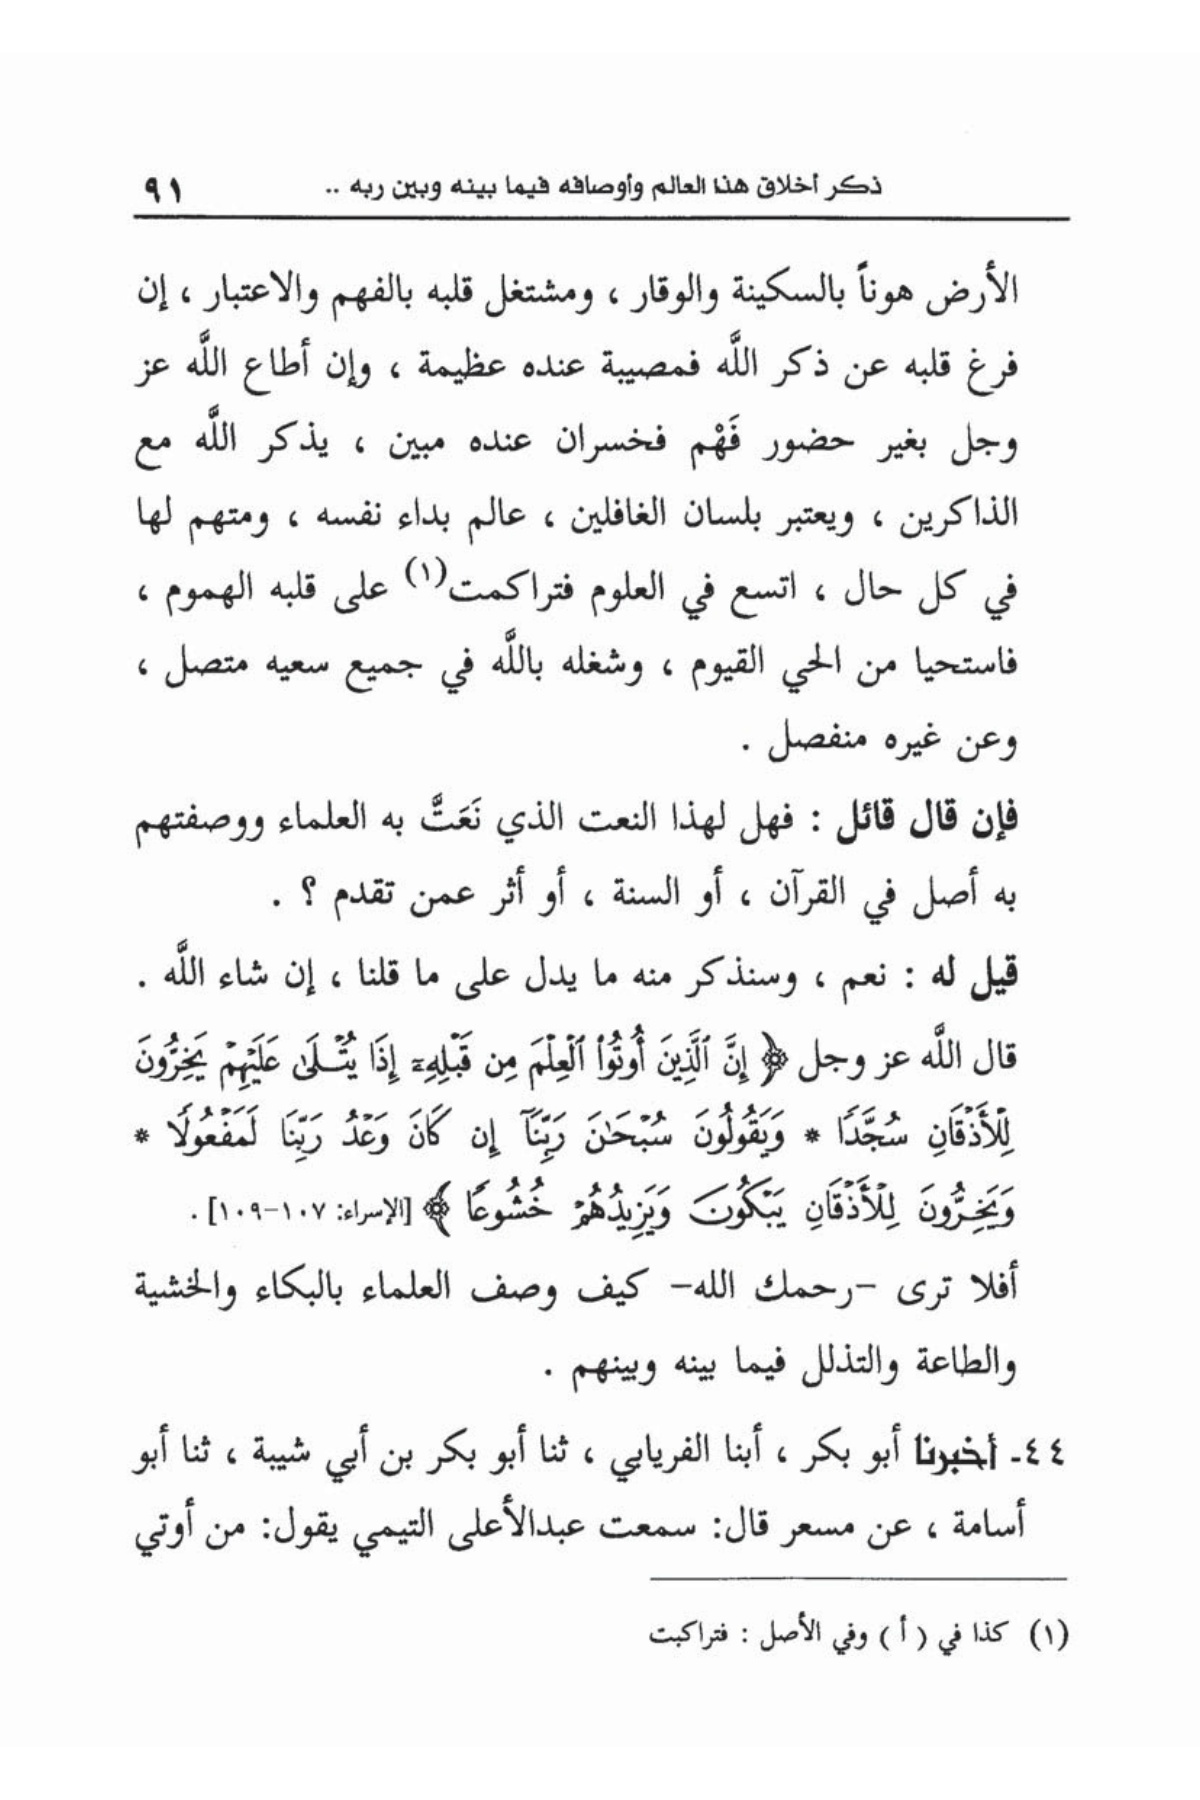 ذكر أخلاق هذا العالم وأوصافه فيما بينه وبين ربه .. ٩١
الأرض هوناً بالسكينة والوقار ، ومشتغل قلبه بالفهم والاعتبار ، إن
فرغ قلبه عن ذكر اللَّه فمصيبة عنده عظيمة ، وإن أطاع اللَّه عز
وجل بغير حضور فَهْم فخسران عنده مبين ، يذكر اللَّه مع
الذاكرين ، ويعتبر بلسان الغافلين ، عالم بداء نفسه ، ومتهم لها
في كل حال ، اتسع في العلوم فتراكمت(١) على قلبه الهموم ،
فاستحيا من الحي القيوم ، وشغله باللَّه في جميع سعيه متصل ،
وعن غيره منفصل .
فإن قال قائل : فهل لهذا النعت الذي نَعَتَّ به العلماء ووصفتهم
به أصل في القرآن ، أو السنة ، أو أثر عمن تقدم ؟ .
قيل له : نعم ، وسنذكر منه ما يدل على ما قلنا ، إن شاء اللَّه .
قال اللَّه عز وجل ﴿ إِنَّ ٱلَّذِينَ أُوتُوا۟ ٱلْعِلْمَ مِن قَبْلِهِۦٓ إِذَا يُتْلَىٰ عَلَيْهِمْ يَخِرُّونَ
لِلْأَذْقَانِ سُجَّدًا * وَيَقُولُونَ سُبْحَٰنَ رَبِّنَآ إِن كَانَ وَعْدُ رَبِّنَا لَمَفْعُولًا *
وَيَخِرُّونَ لِلْأَذْقَانِ يَبْكُونَ وَيَزِيدُهُمْ خُشُوعًا ﴾ [الإسراء: ١٠٧-١٠٩] .
أفلا ترى -رحمك الله- كيف وصف العلماء بالبكاء والخشية
والطاعة والتذلل فيما بينه وبينهم .
٤٤- أخبرنا أبو بكر ، أبنا الفريابي ، ثنا أبو بكر بن أبي شيبة ، ثنا أبو
أسامة ، عن مسعر قال: سمعت عبدالأعلى التيمي يقول: من أوتي
(١) كذا في ( أ ) وفي الأصل : فتراكبت